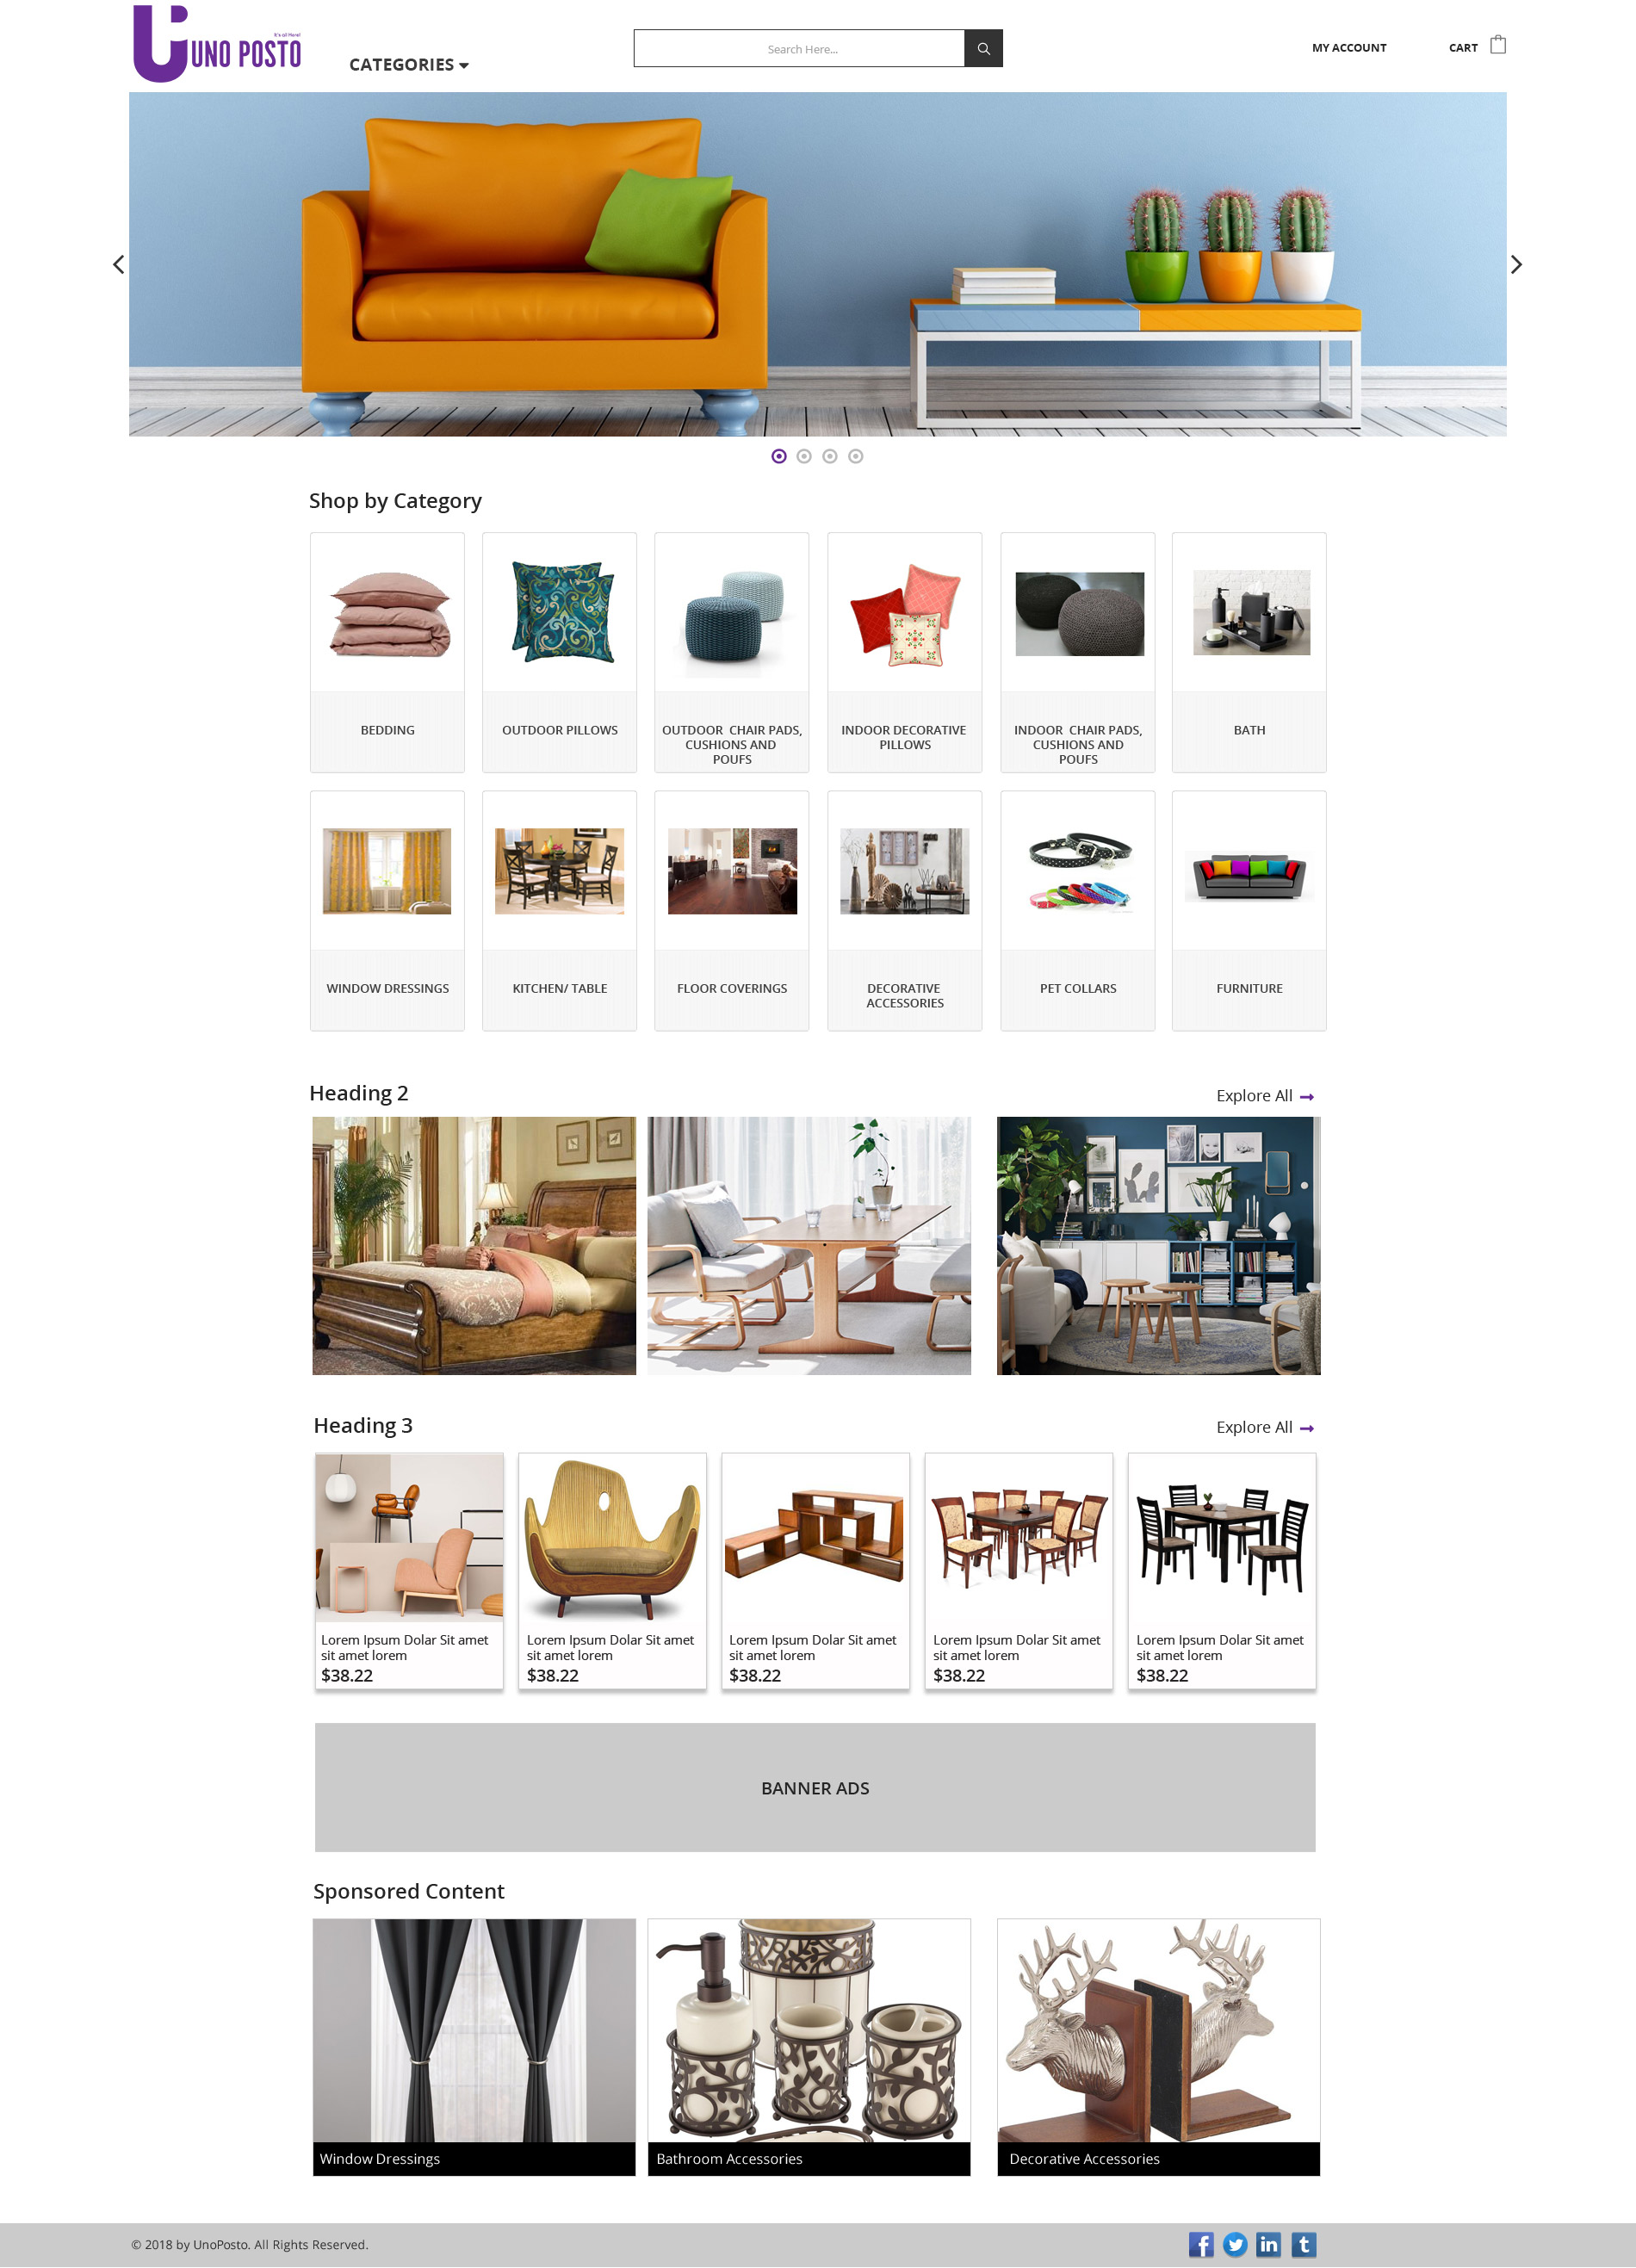 It's all Here!
UNO POSTO
CATEGORIES
Search Here...
MY ACCOUNT
CART
Shop by Category
BEDDING
OUTDOOR PILLOWS
OUTDOOR CHAIR PADS,
CUSHIONS AND
POUFS
INDOOR DECORATIVE
PILLOWS
INDOOR CHAIR PADS,
CUSHIONS AND
POUFS
BATH
WINDOW DRESSINGS
KITCHEN/ TABLE
FLOOR COVERINGS
DECORATIVE
ACCESSORIES
PET COLLARS
FURNITURE
Heading 2
Explore All
Heading 3
Explore All
Lorem Ipsum Dolar Sit amet
sit amet lorem
$38.22
Lorem Ipsum Dolar Sit amet
sit amet lorem
$38.22
Lorem Ipsum Dolar Sit amet
sit amet lorem
$38.22
Lorem Ipsum Dolar Sit amet
sit amet lorem
$38.22
Lorem Ipsum Dolar Sit amet
sit amet lorem
$38.22
BANNER ADS
Sponsored Content
Window Dressings
Bathroom Accessories
Decorative Accessories
© 2018 by UnoPosto. All Rights Reserved.